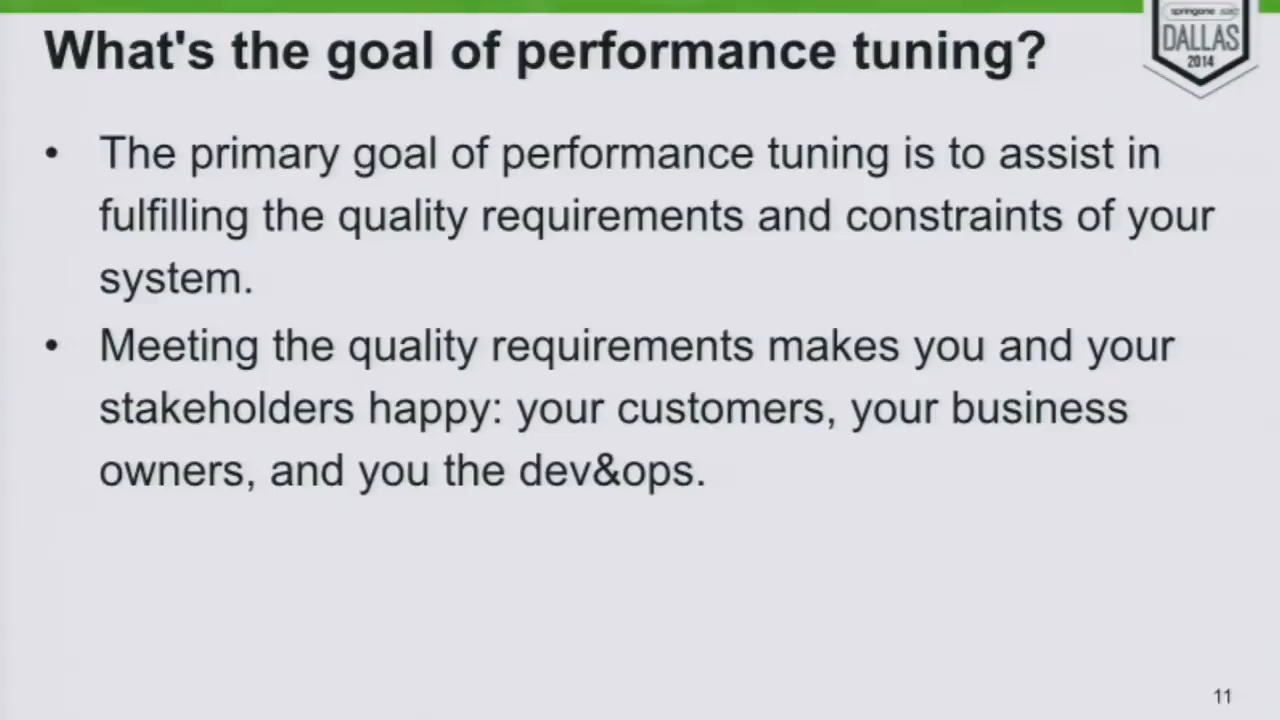 What's the goal of performance tuning?
springone
DALLAS
2014
• The primary goal of performance tuning is to assist in
fulfilling the quality requirements and constraints of your
system.
• Meeting the quality requirements makes you and your
stakeholders happy: your customers, your business
owners, and you the dev&ops.
11